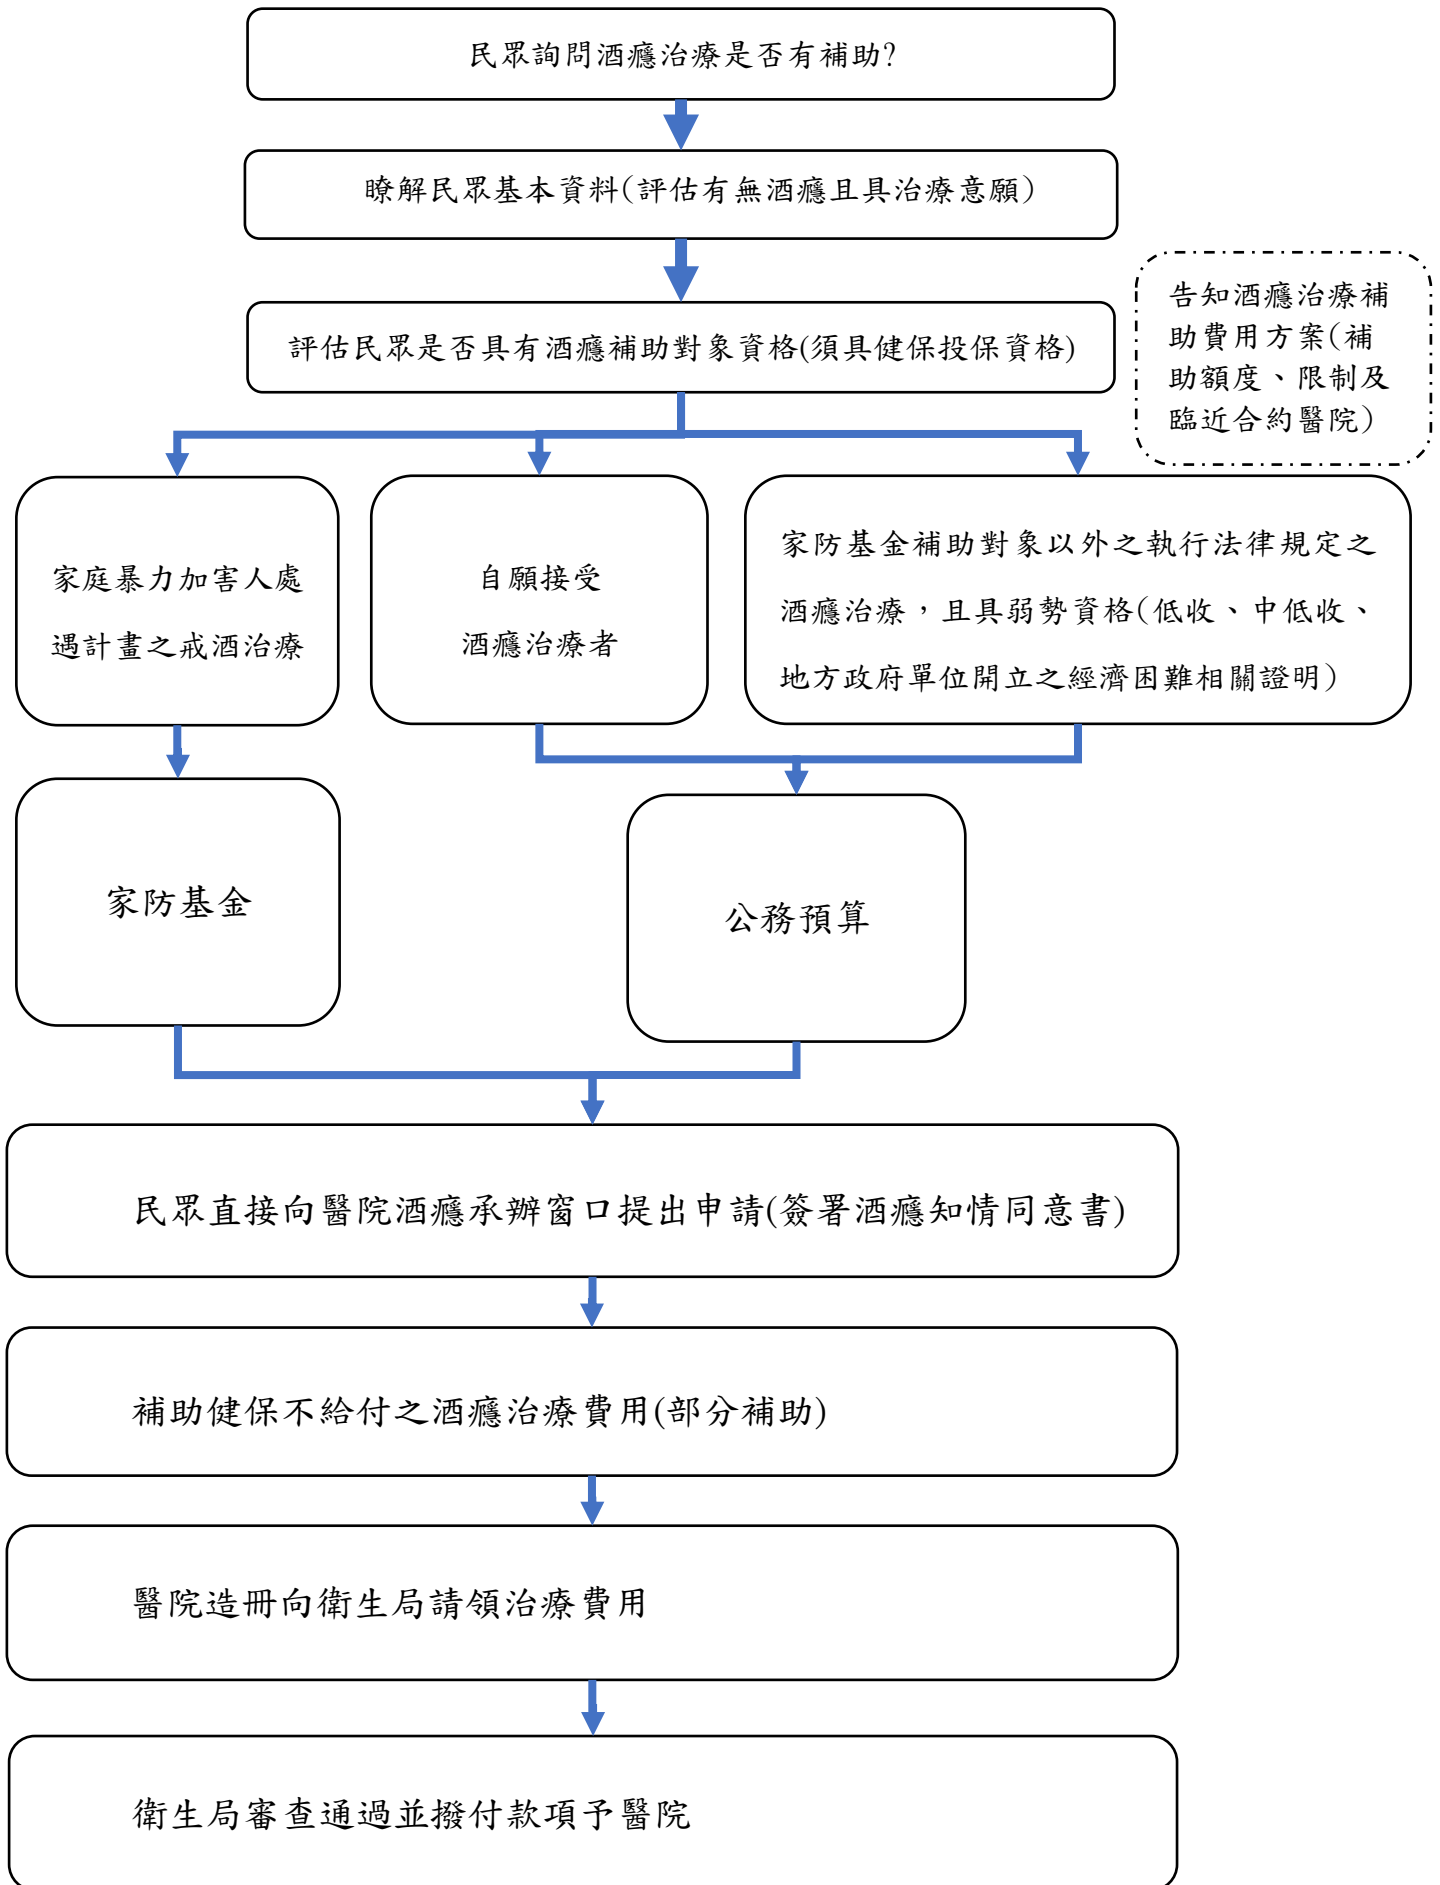 民眾詢問酒癮治療是否有補助?
瞭解民眾基本資料(評估有無酒癮且具治療意願)
評估民眾是否具有酒癮補助對象資格(須具健保投保資格)
告知酒癮治療補
助費用方案(補
助額度、限制及
臨近合約醫院)
家庭暴力加害人處
遇計畫之戒酒治療
自願接受
酒癮治療者
家防基金補助對象以外之執行法律規定之
酒癮治療，且具弱勢資格(低收、中低收、
地方政府單位開立之經濟困難相關證明)
家防基金
公務預算
民眾直接向醫院酒癮承辦窗口提出申請(簽署酒癮知情同意書)
補助健保不給付之酒癮治療費用(部分補助)
醫院造冊向衛生局請領治療費用
衛生局審查通過並撥付款項予醫院